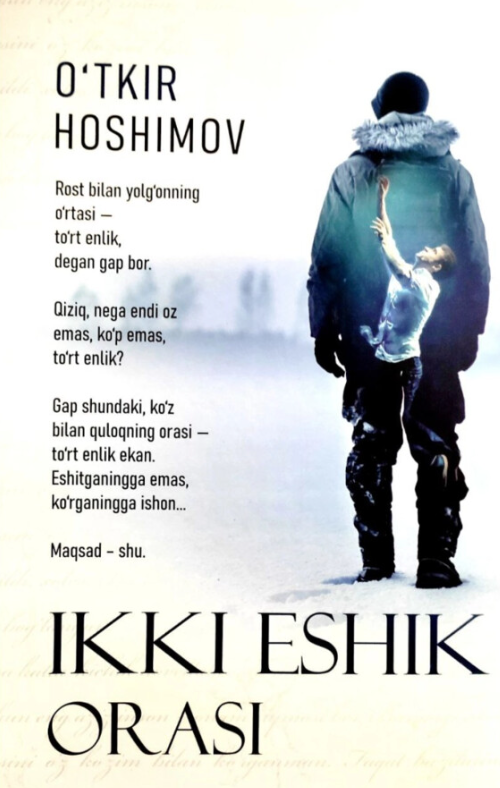 O‘TKIR
HOSHIMOV
Rost bilan yolg‘onning
o‘rtasi –
to‘rt enlik,
degan gap bor.
Qiziq, nega endi oz
emas, ko‘p emas,
to‘rt enlik?
Gap shundaki, ko‘z
bilan quloqning orasi –
to‘rt enlik ekan.
Eshitganingga emas,
ko‘rganingga ishon...
Maqsad – shu.
IKKI ESHIK
ORASI